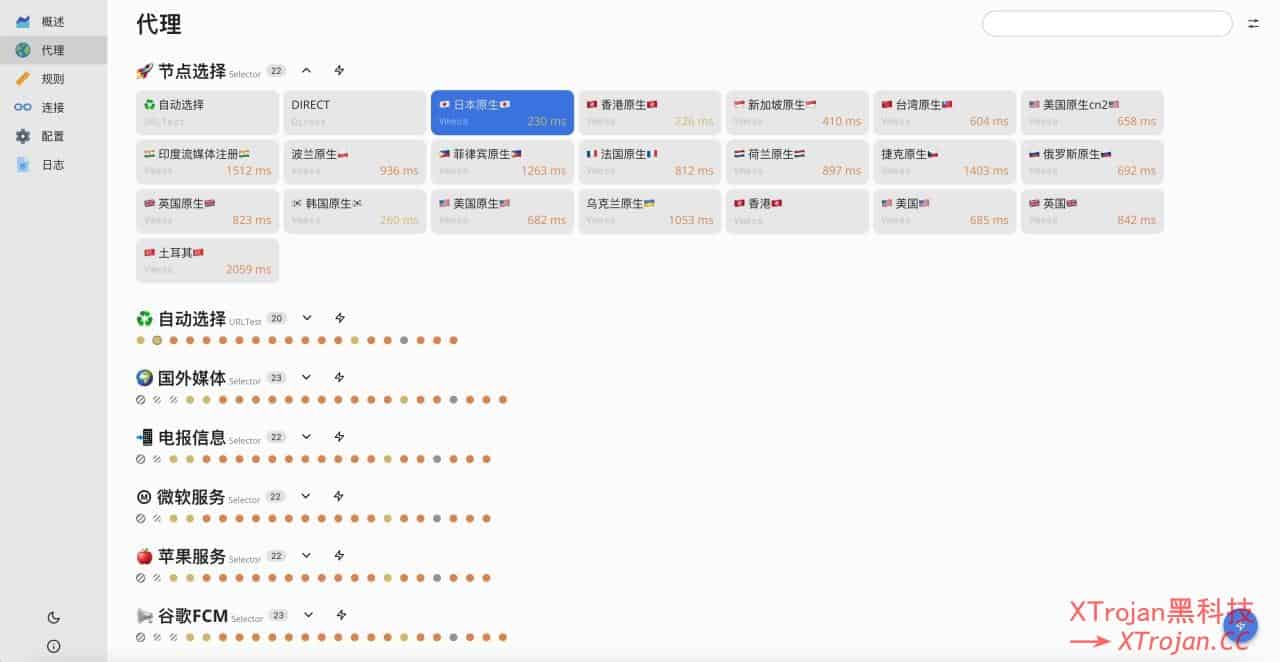 概述
代理
规则
连接
配置
日志
代理
节点选择 Selector 22
自动选择
URLTest
DIRECT
Direct
日本原生
Vmess 230 ms
香港原生
Vmess 226 ms
新加坡原生
Vmess 410 ms
台湾原生
Vmess 604 ms
美国原生cn2
Vmess 658 ms
印度流媒体注册
Vmess 1512 ms
波兰原生
Vmess 936 ms
菲律宾原生
Vmess 1263 ms
法国原生
Vmess 812 ms
荷兰原生
Vmess 897 ms
捷克原生
Vmess 1403 ms
俄罗斯原生
Vmess 692 ms
英国原生
Vmess 823 ms
韩国原生
Vmess 260 ms
美国原生
Vmess 682 ms
乌克兰原生
Vmess 1053 ms
香港
Vmess
美国
Vmess 685 ms
英国
Vmess 842 ms
土耳其
Vmess 2059 ms
自动选择 URLTest 20
国外媒体 Selector 23
电报信息 Selector 22
微软服务 Selector 22
苹果服务 Selector 22
谷歌FCM Selector 23
XTrojan黑科技
XTrojan.CC